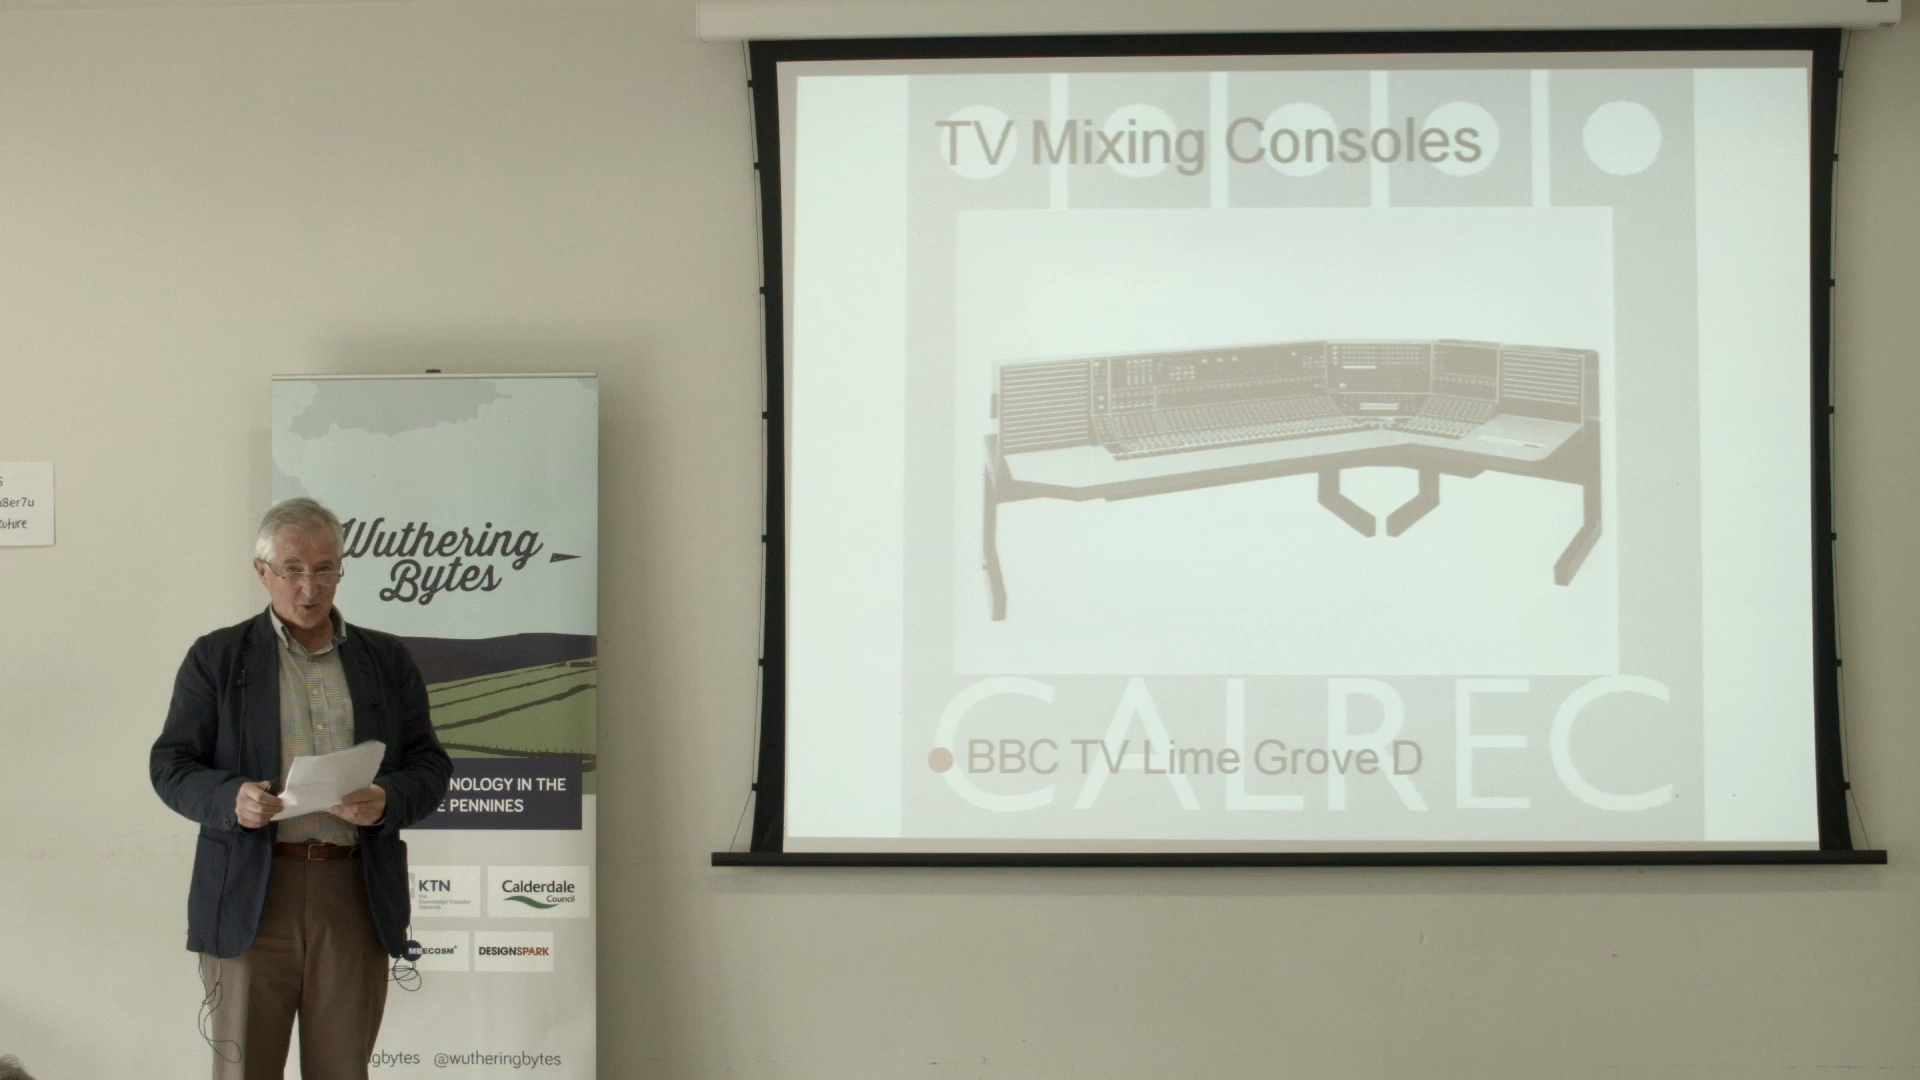 TV Mixing Consoles
CALREC
BBC TV Lime Grove D
8er7u
Wuthering
Bytes
NOLOGY IN THE
PENNINES
KTN
Calderdale
Council
DESIGNSPARK
gbytes @wutheringbytes